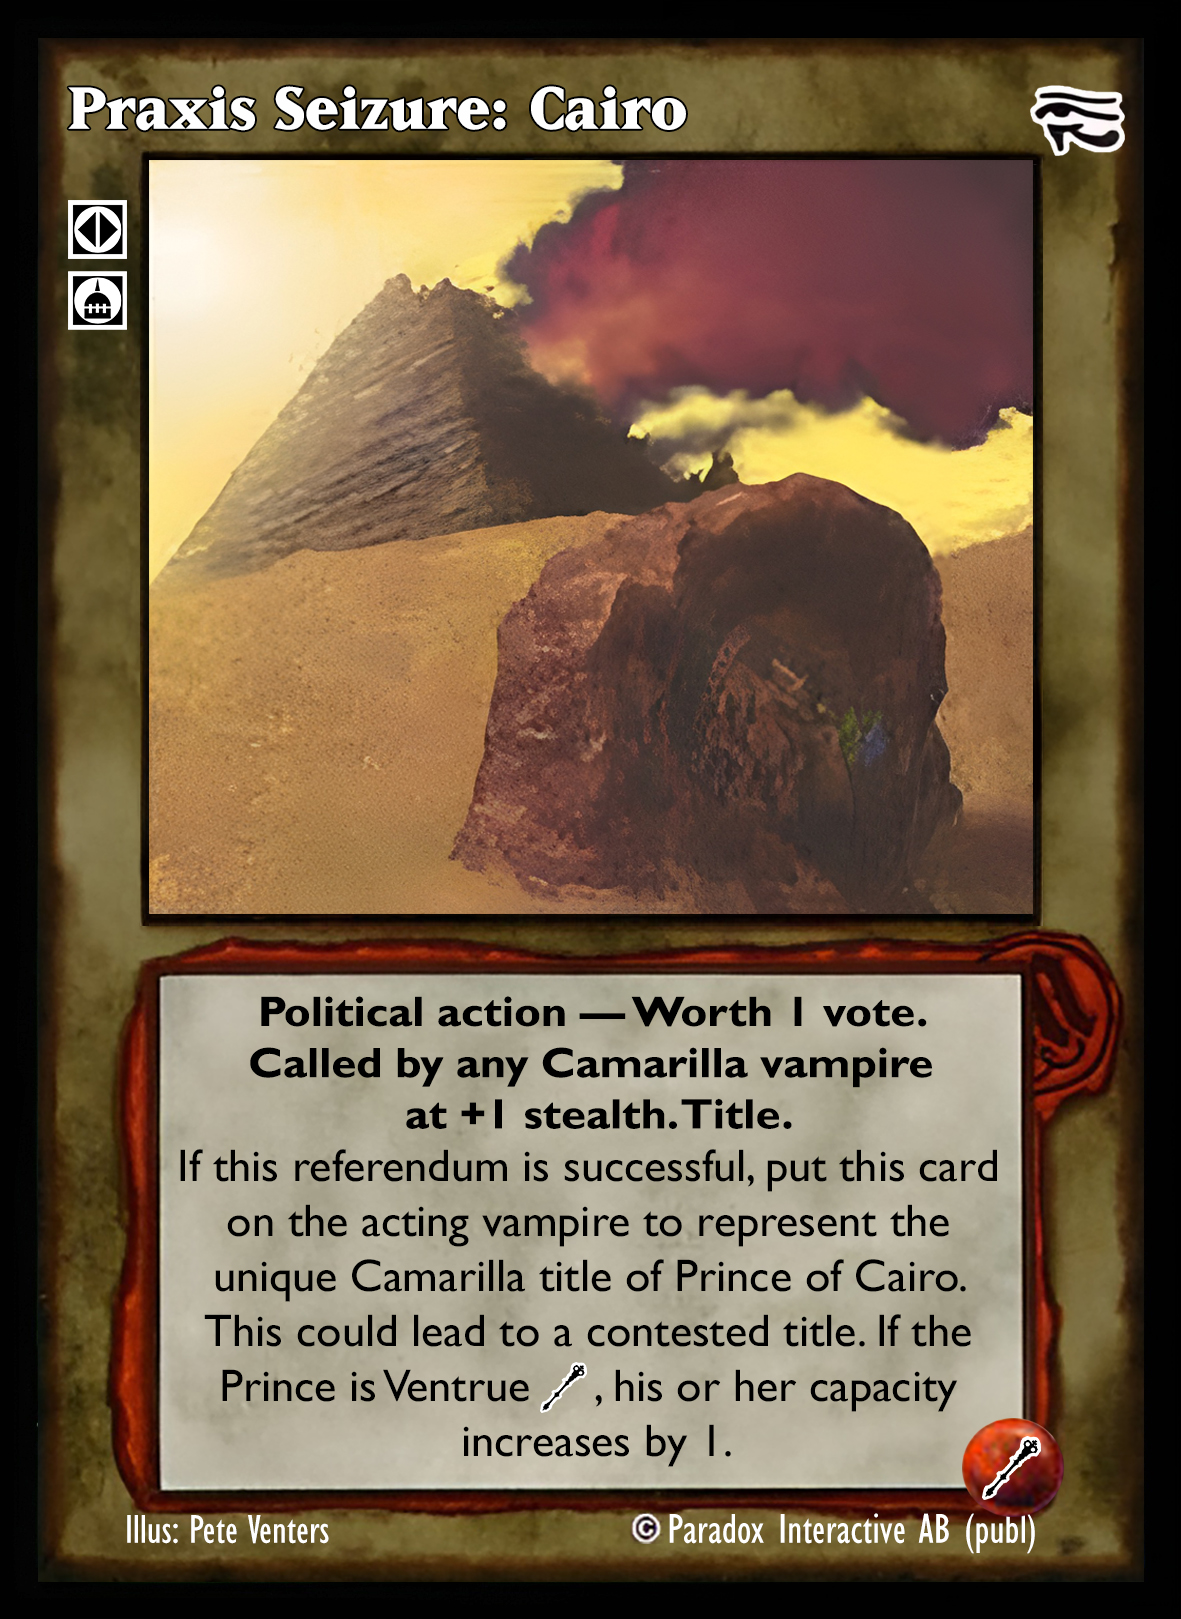 Praxis Seizure: Cairo
Political action — Worth 1 vote.
Called by any Camarilla vampire
at +1 stealth. Title.
If this referendum is successful, put this card
on the acting vampire to represent the
unique Camarilla title of Prince of Cairo.
This could lead to a contested title. If the
Prince is Ventrue , his or her capacity
increases by 1.
Illus: Pete Venters
© Paradox Interactive AB (publ)